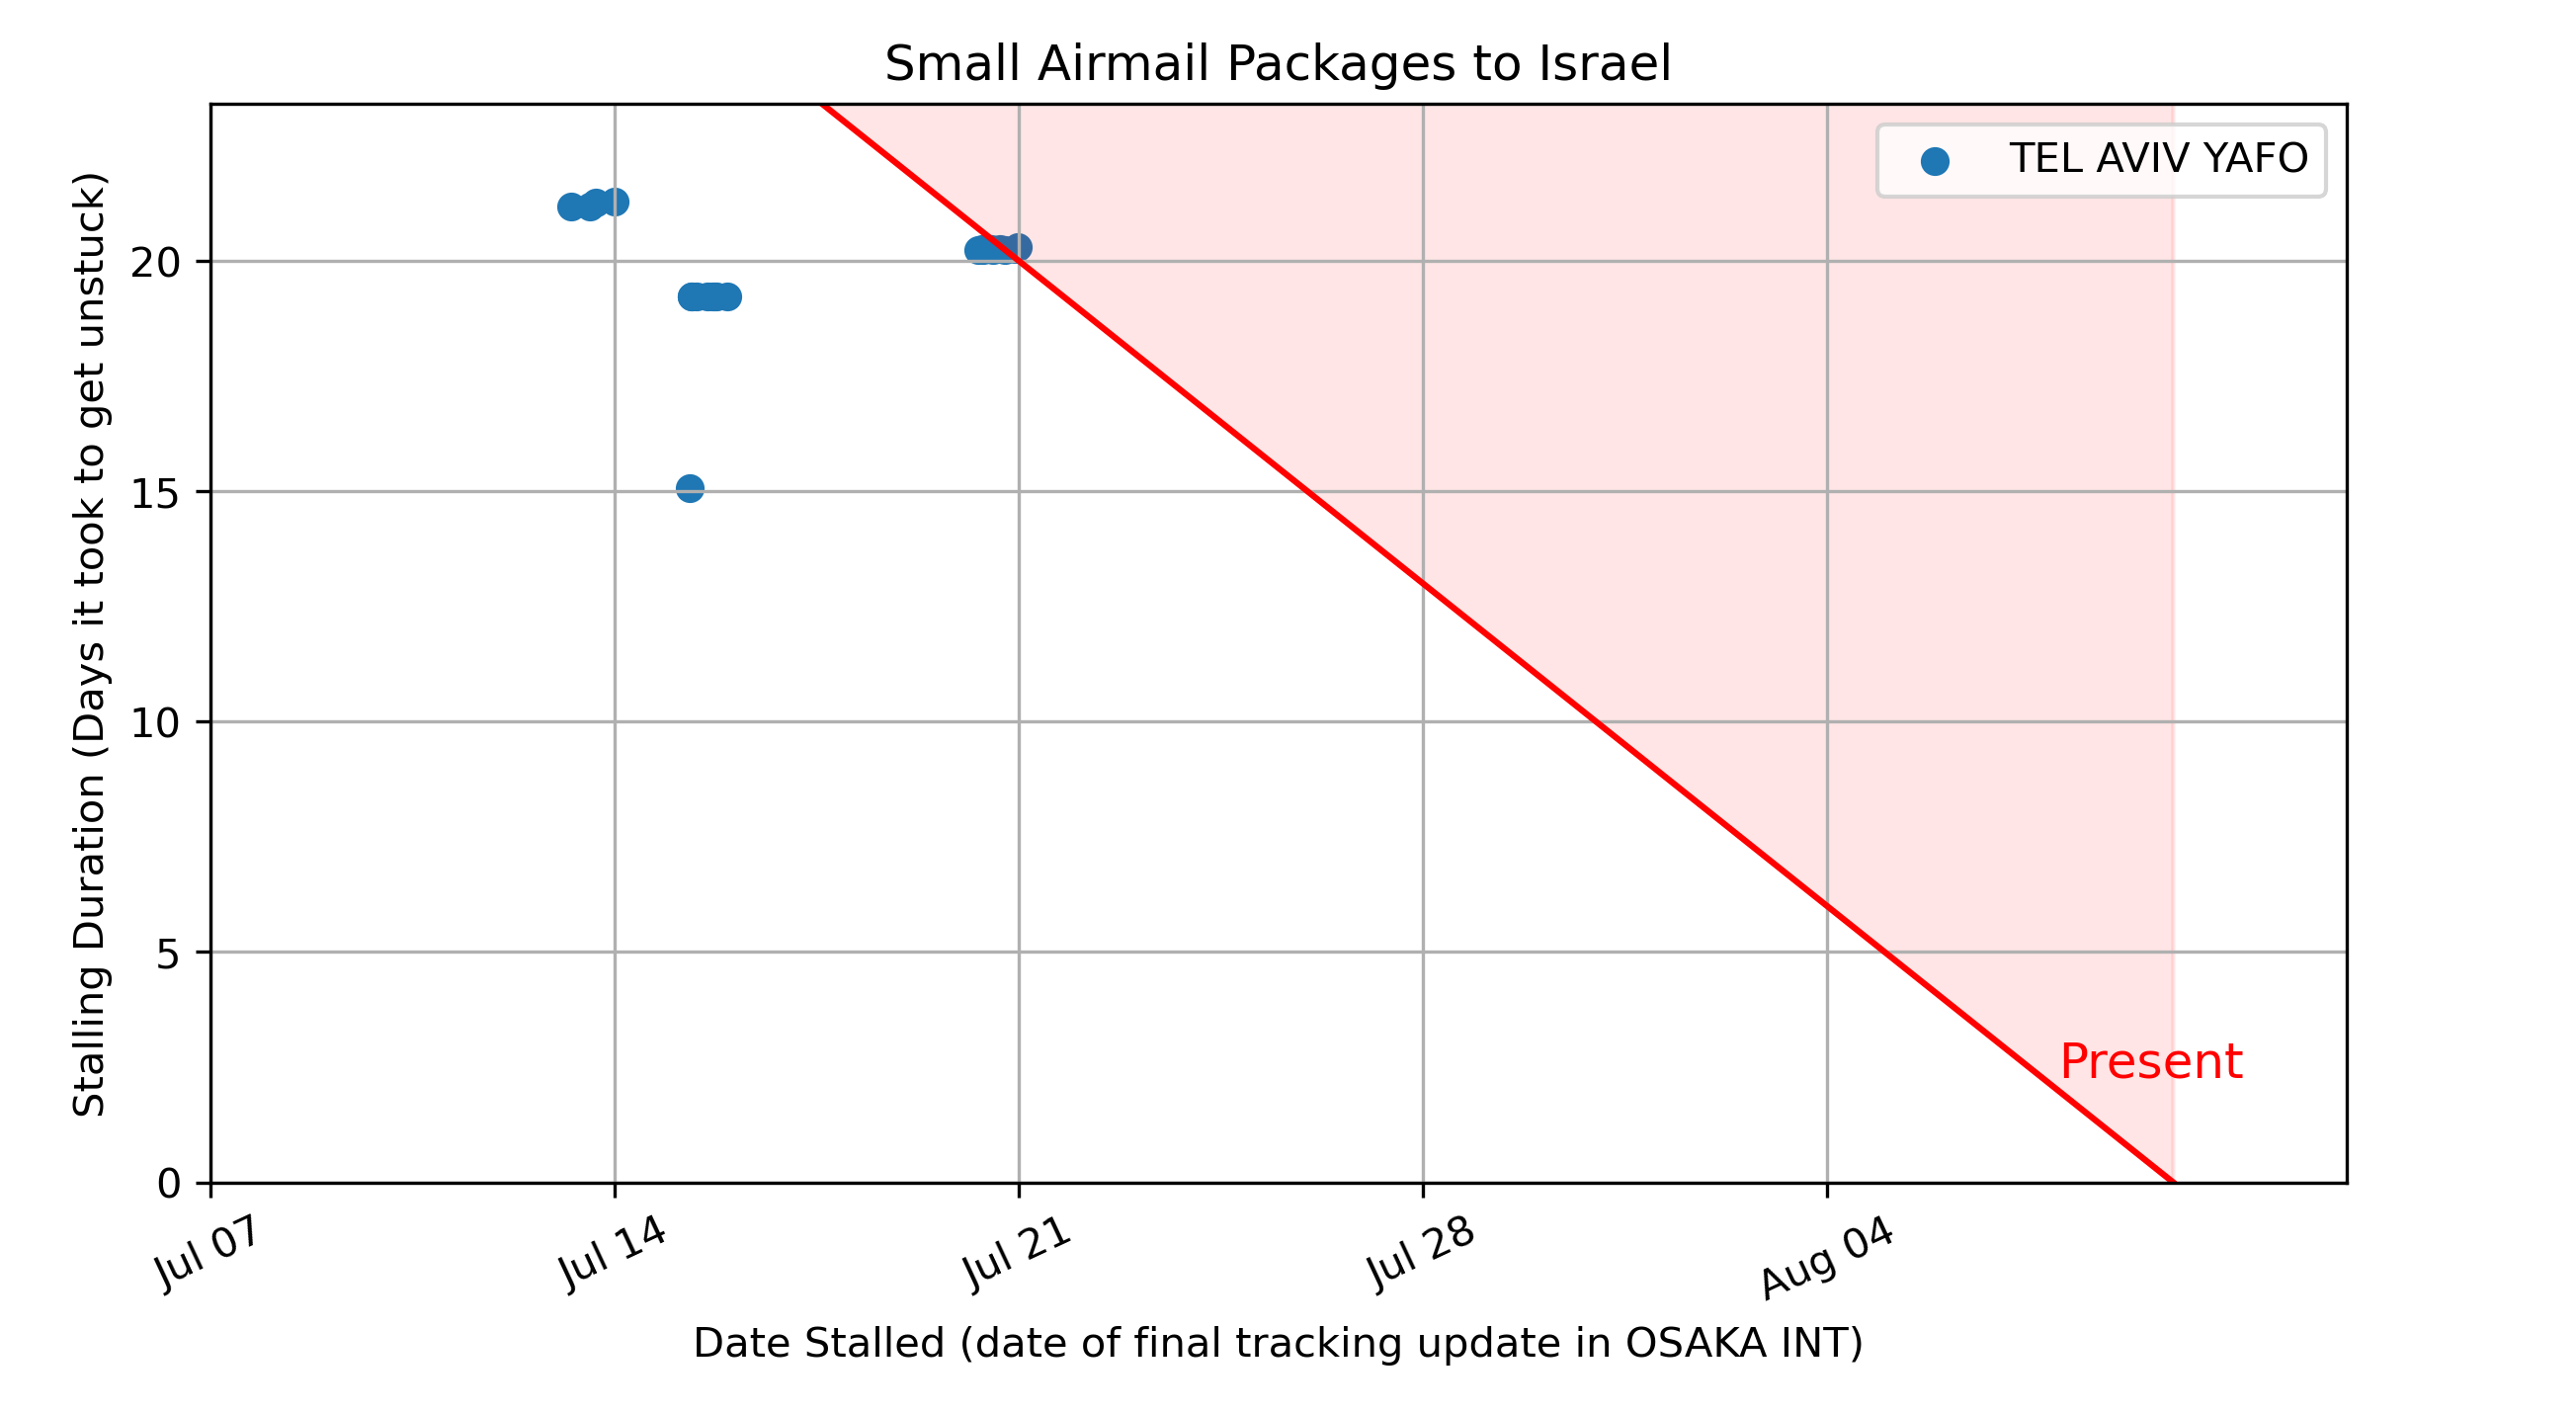 Small Airmail Packages to Israel
TEL AVIV YAFO
Stalling Duration (Days it took to get unstuck)
20
15
10
5
0
Present
Jul 07
Jul 14
Jul 21
Jul 28
Aug 04
Date Stalled (date of final tracking update in OSAKA INT)